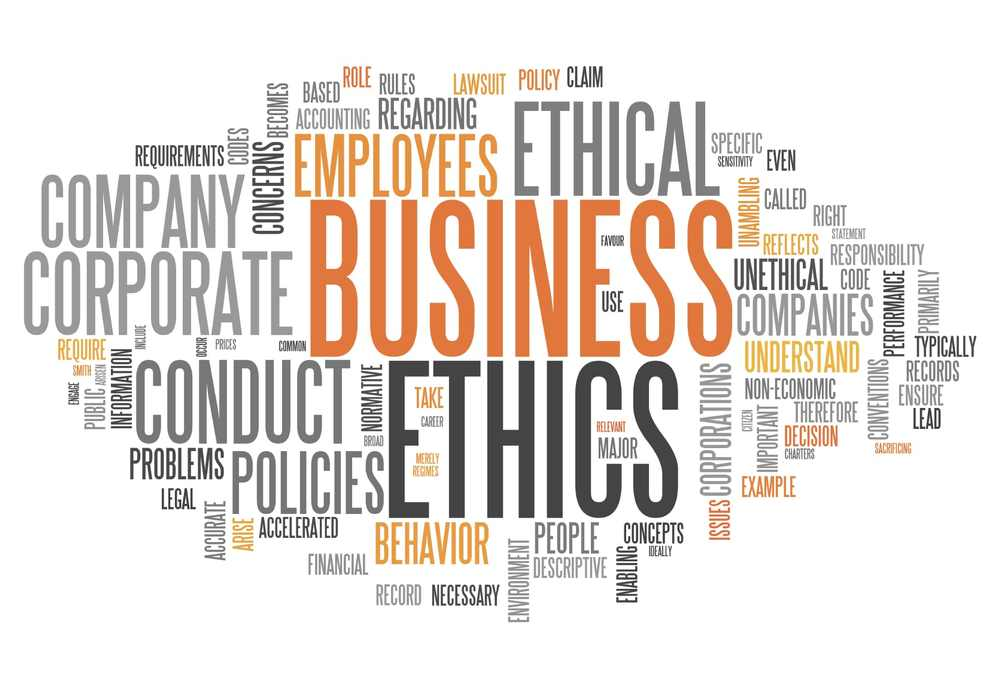 ROLE
RULES
LAWSUIT
POLICY
CLAIM
BASED
BECOMES
ACCOUNTING
REGARDING
ETHICAL
REQUIREMENTS
CODES
CONCERNS
EMPLOYEES
SPECIFIC
SENSITIVITY
EVEN
COMPANY
BUSINESS
UNAMBLING
CALLED
RIGHT
STATEMENT
FAVOUR
REFLECTS
RESPONSIBILITY
CORPORATE
USE
UNETHICAL
CODE
PERFORMANCE
PRIMARILY
COMPANIES
INCLUDE
OCCUR
PRICES
COMMON
REQUIRE
SMITH
ARISEN
ENGAGE
PUBLIC
INFORMATION
CONDUCT
NORMATIVE
BROAD
ETHICS
TAKE
CAREER
MERELY
REGIMES
RELEVANT
MAJOR
CORPORATIONS
UNDERSTAND
TYPICALLY
RECORDS
NON-ECONOMIC
CONVENTIONS
ENSURE
CITIZEN
IMPORTANT
THEREFORE
LEAD
DECISION
CHARTERS
SACRIFICING
PROBLEMS
POLICIES
LEGAL
EXAMPLE
ISSUES
ACCURATE
ARISE
ACCELERATED
BEHAVIOR
PEOPLE
CONCEPTS
IDEALLY
ENABLING
FINANCIAL
ENVIRONMENT
DESCRIPTIVE
RECORD
NECESSARY